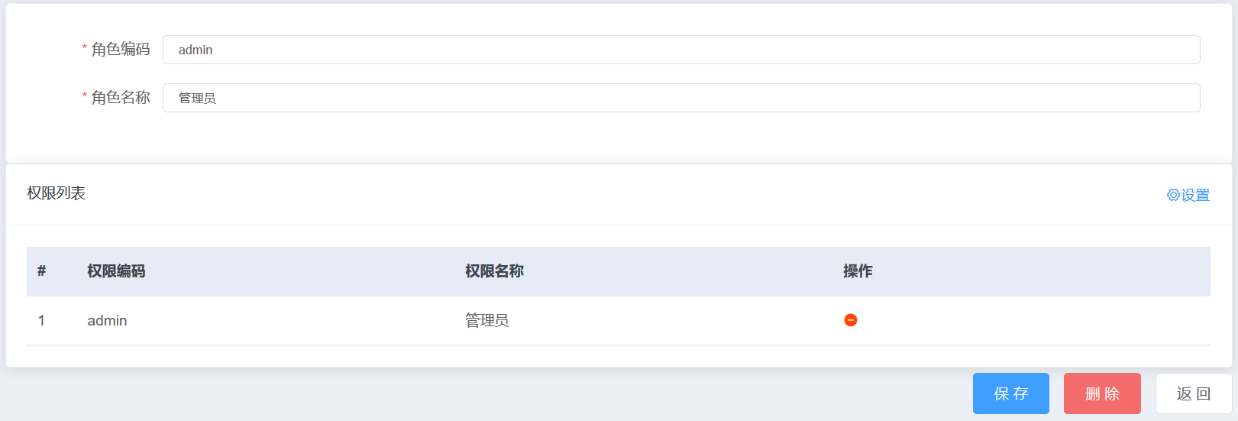 * 角色编码 admin
* 角色名称 管理员
权限列表 设置
# 权限编码 权限名称 操作
1 admin 管理员
保存 删除 返回